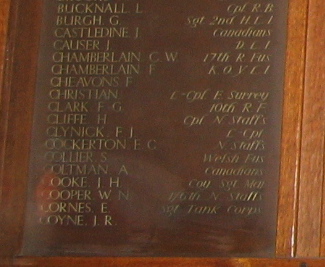 BUCKNALL. L. Cpl R.B
BURGH. G. Sgt 2nd H.L.I
CASTLEDINE. J. Canadians
CAUSER. J. D.L.I
CHAMBERLAIN. C. W. 17th R. Fus
CHAMBERLAIN. F. K.O.Y.L.I
CHEAVONS. F.
CHRISTIAN. L-Cpl. E. Surrey
CLARK. F. G. 10th R.F
CLIFFE. H. Cpl. N. Staffs
CLYNICK. F. J. L-Cpl
COCKERTON. E. C. N. Staffs
COLLIER. S. Welsh Fus
COLTMAN. A. Canadians
COOKE. J. H. Coy. Sgt Maj
COOPER. W. N. N. Staffs
CORNES. E. Sgt Tank Corps
COYNE. J. R.